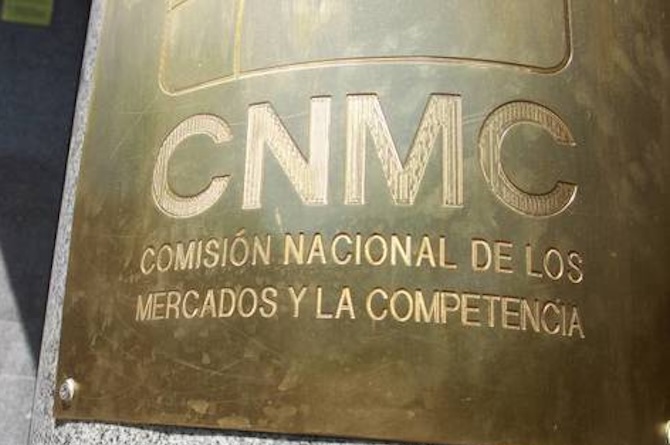 CNMC
COMISIÓN NACIONAL DE LOS
MERCADOS Y LA COMPETENCIA